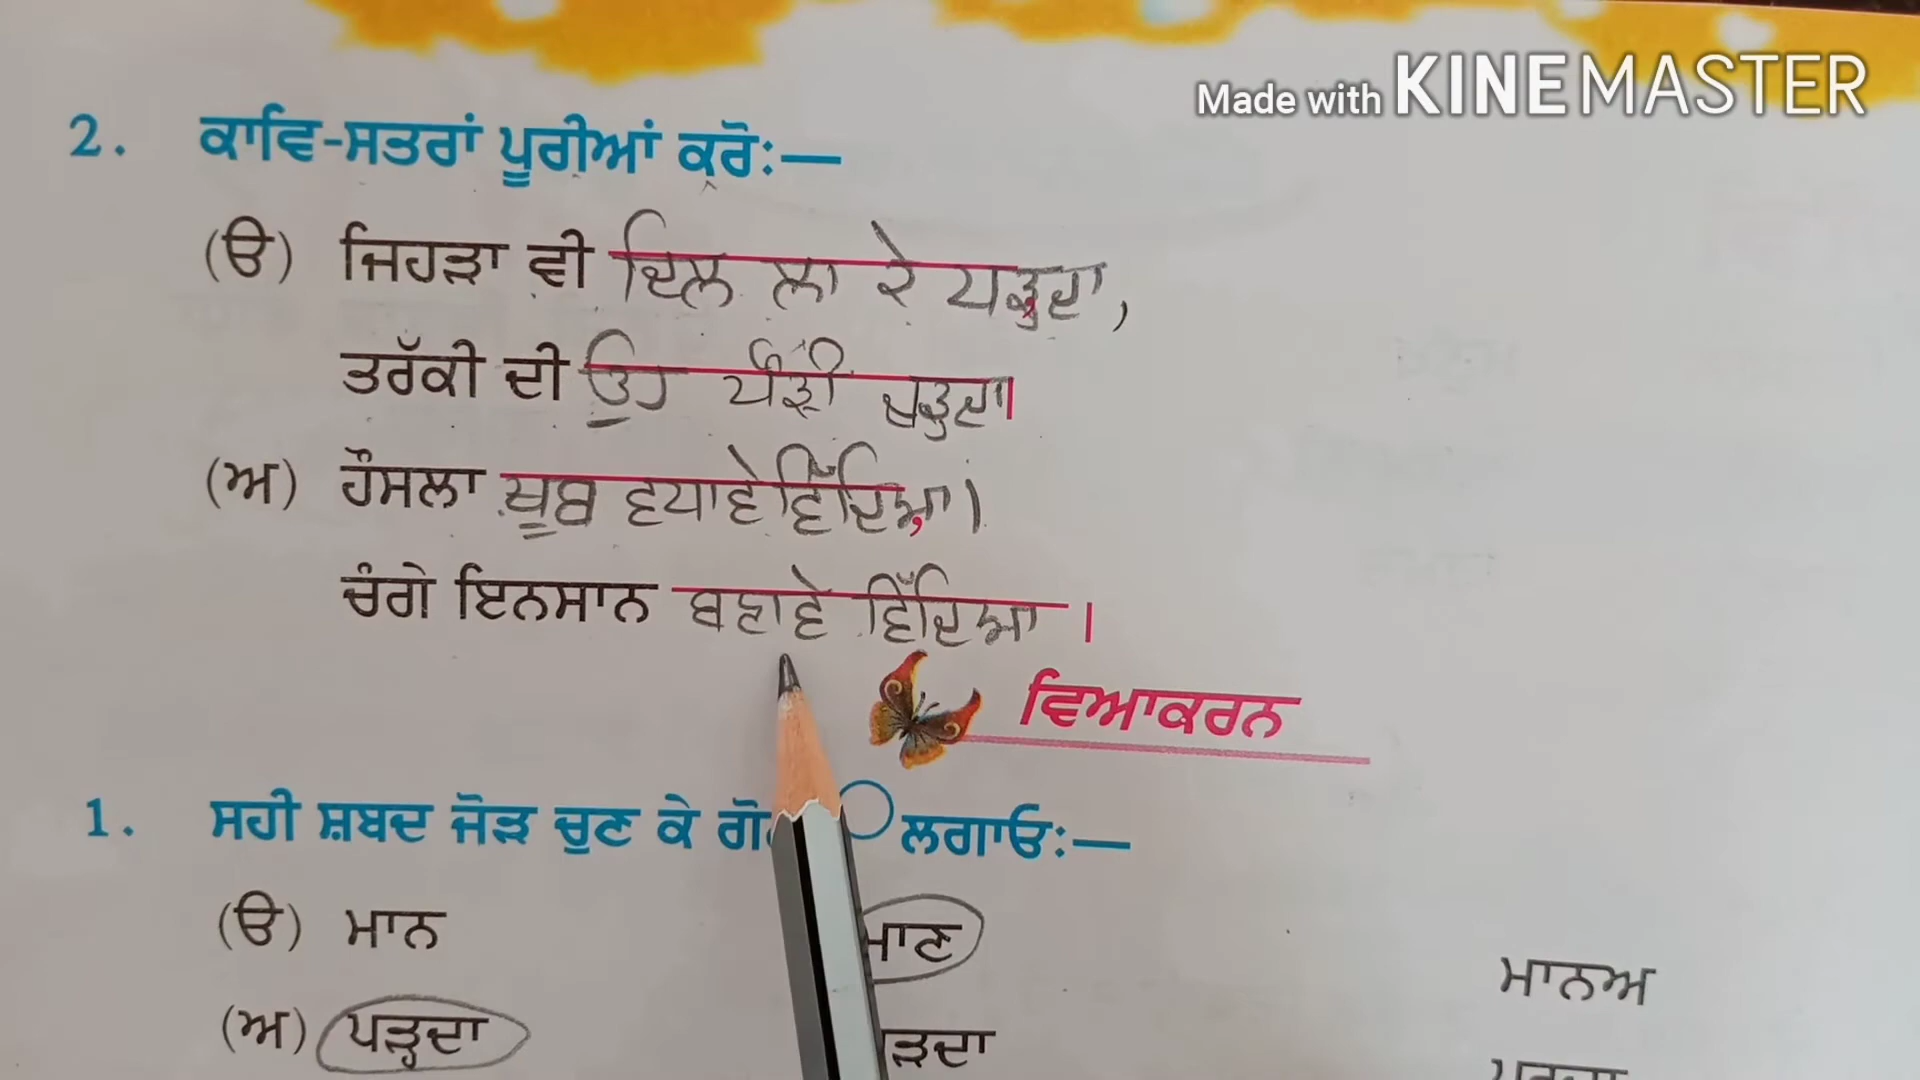 Made with KINEMASTER
2. ਕਾਵਿ-ਸਤਰਾਂ ਪੂਰੀਆਂ ਕਰੋ:—
(ੳ) ਜਿਹੜਾ ਵੀ ਦਿਲ ਲਾ ਕੇ ਪੜ੍ਹਦਾ,
ਤਰੱਕੀ ਦੀ ਉਹ ਪੌੜੀ ਚੜ੍ਹਦਾ।
(ਅ) ਹੌਸਲਾ ਖੂਬ ਵਧਾਵੇ ਵਿੱਦਿਆ,।
ਚੰਗੇ ਇਨਸਾਨ ਬਣਾਵੇ ਵਿੱਦਿਆ ।
ਵਿਆਕਰਨ
1. ਸਹੀ ਸ਼ਬਦ ਜੋੜ ਚੁਣ ਕੇ ਲਗਾਓ:—
(ੳ) ਮਾਨ ਮਾਣ ਮਾਨਅ
(ਅ) ਪੜ੍ਹਦਾ ੜਦਾ